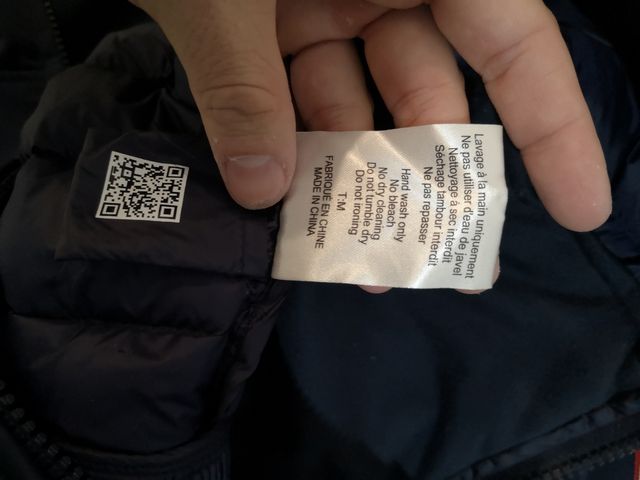 Lavage à la main uniquement
Ne pas utiliser d'eau de javel
Nettoyage à sec interdit
Séchage tambour interdit
Ne pas repasser
Hand wash only
No bleach
No dry cleaning
Do not tumble dry
Do not ironing
T:M
FABRIQUÉ EN CHINE
MADE IN CHINA